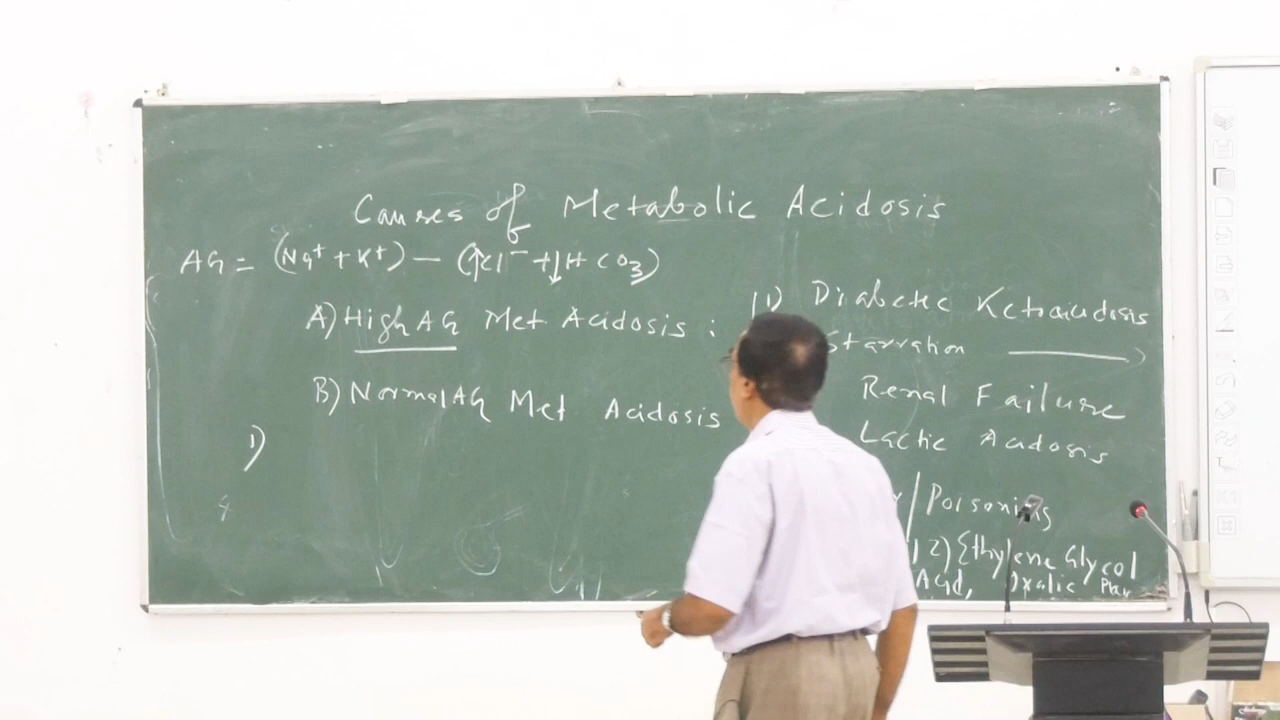 Causes of Metabolic Acidosis
AG = (Na⁺ + K⁺) — (↑Cl⁻ + ↓HCO₃)
A) High AG Met Acidosis : 1) Diabetic Ketoacidosis
Starvation →
B) Normal AG Met Acidosis
Renal Failure
Lactic Acidosis
1)
/ Poisoning
2) Ethylene Glycol
Acid, Oxalic